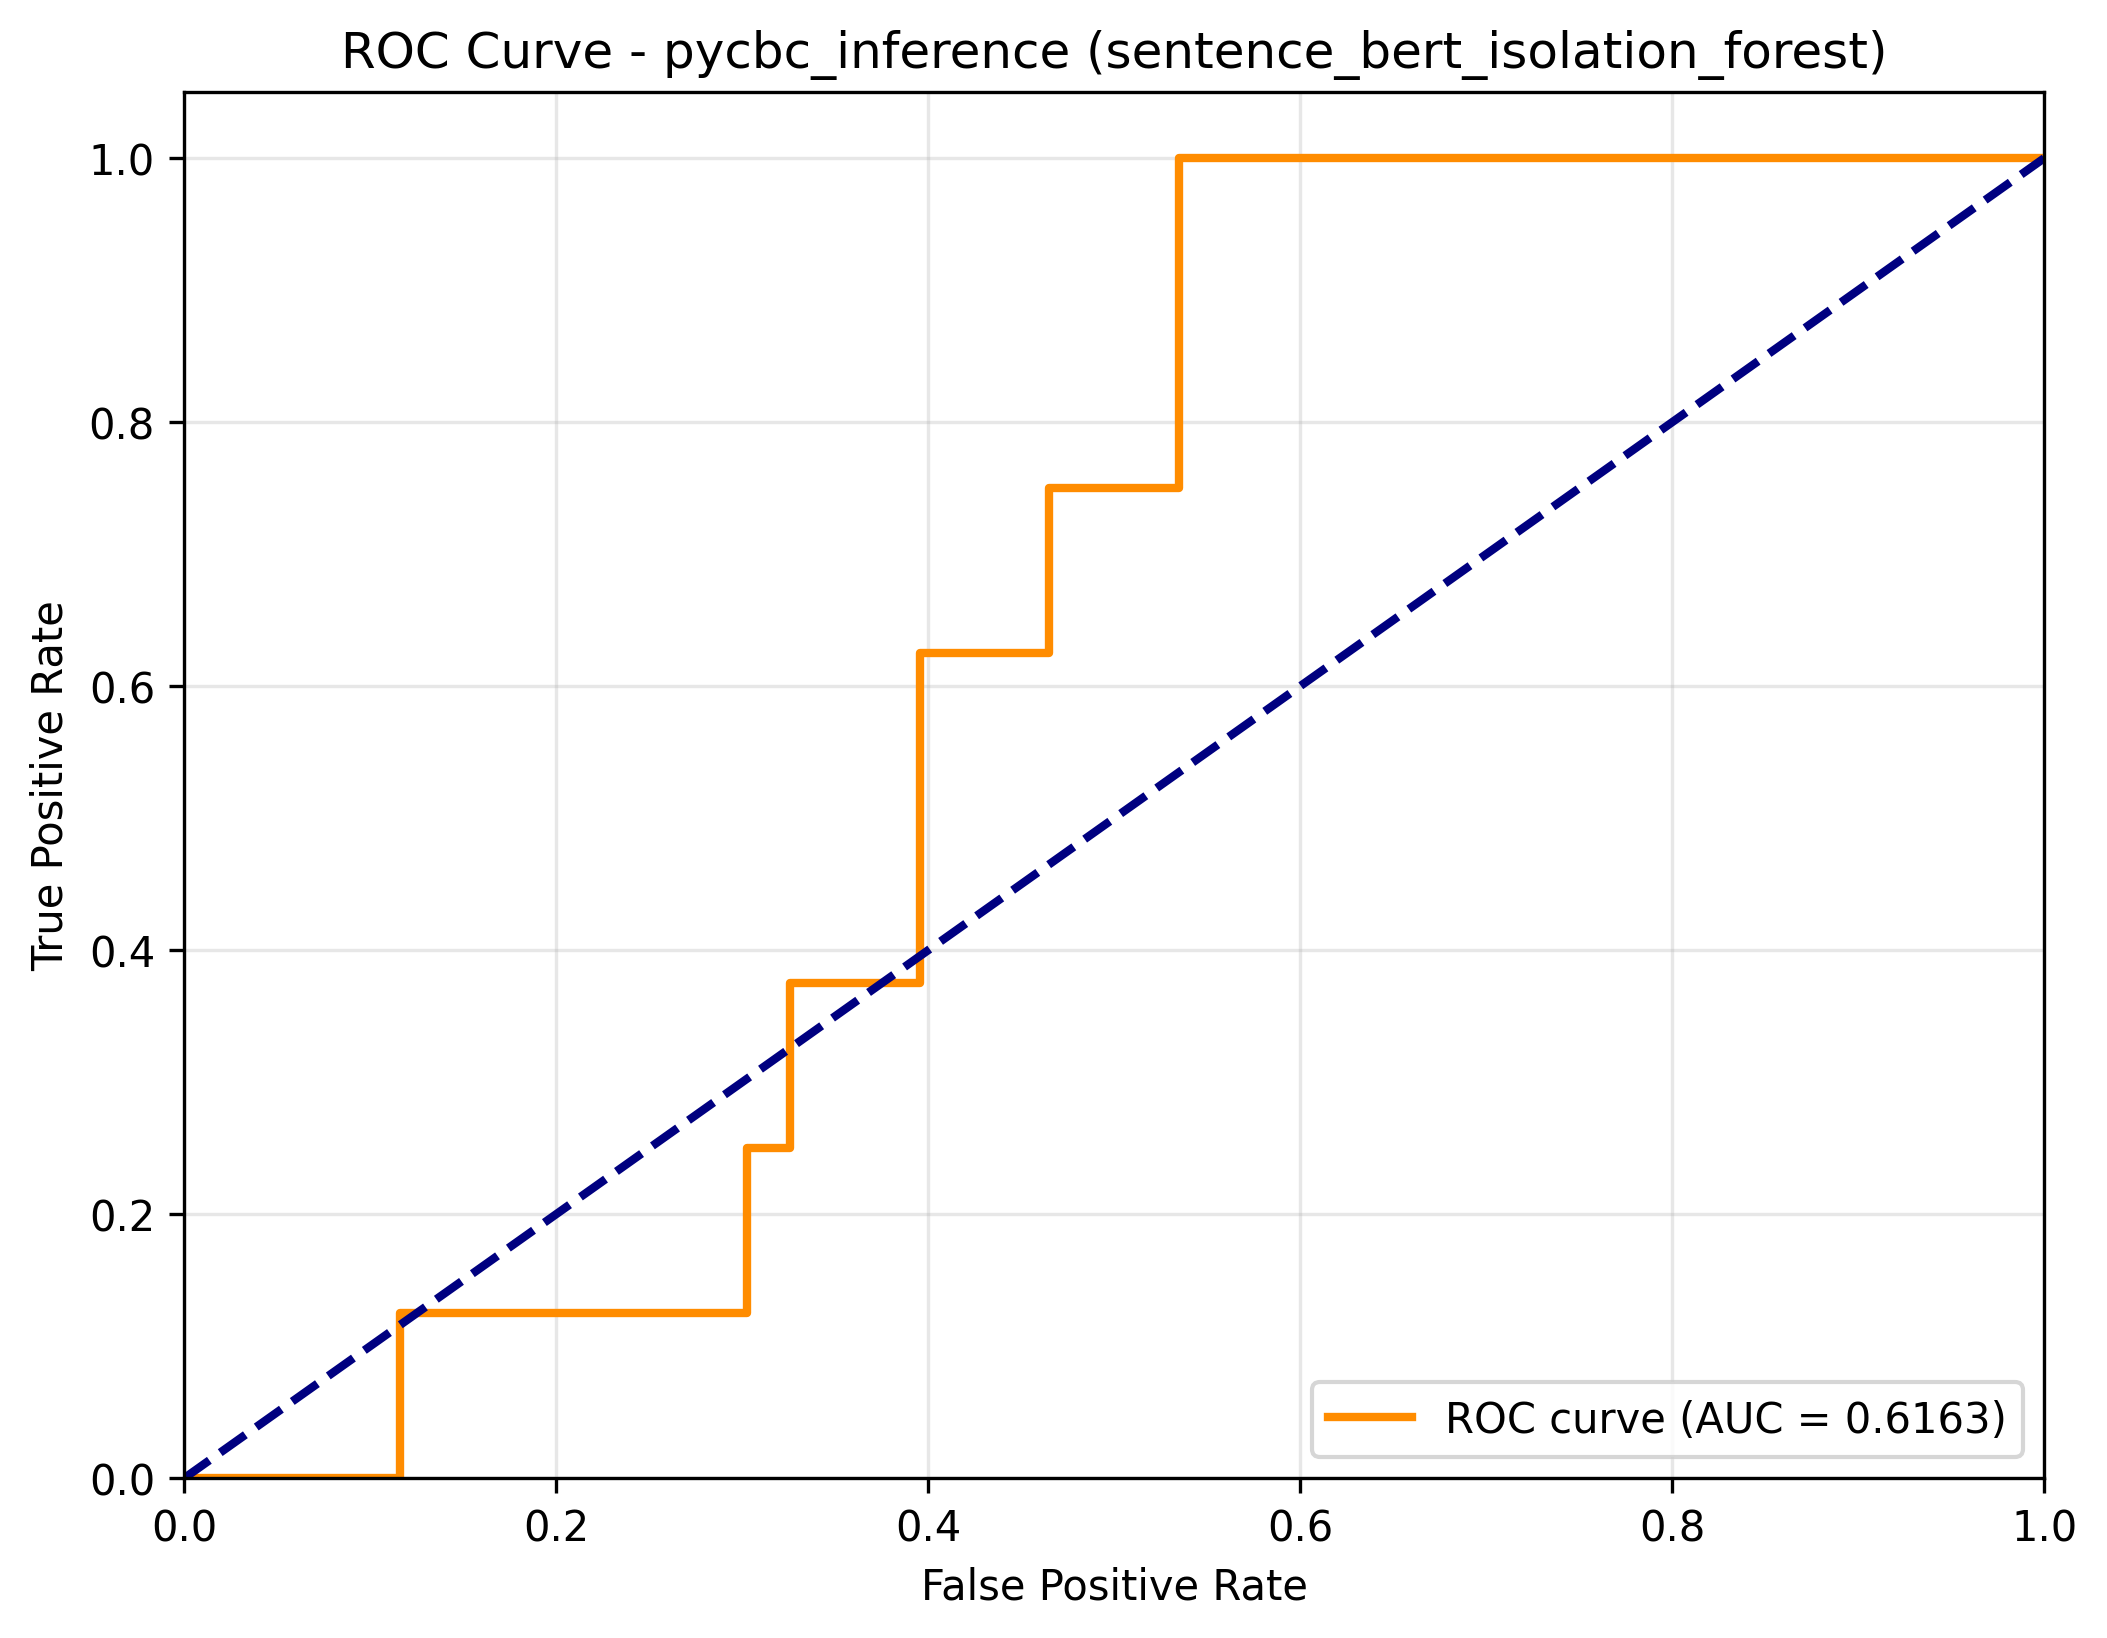 ROC Curve - pycbc_inference (sentence_bert_isolation_forest)
1.0
0.8
0.6
0.4
0.2
0.0
True Positive Rate
ROC curve (AUC = 0.6163)
0.0 0.2 0.4 0.6 0.8 1.0
False Positive Rate